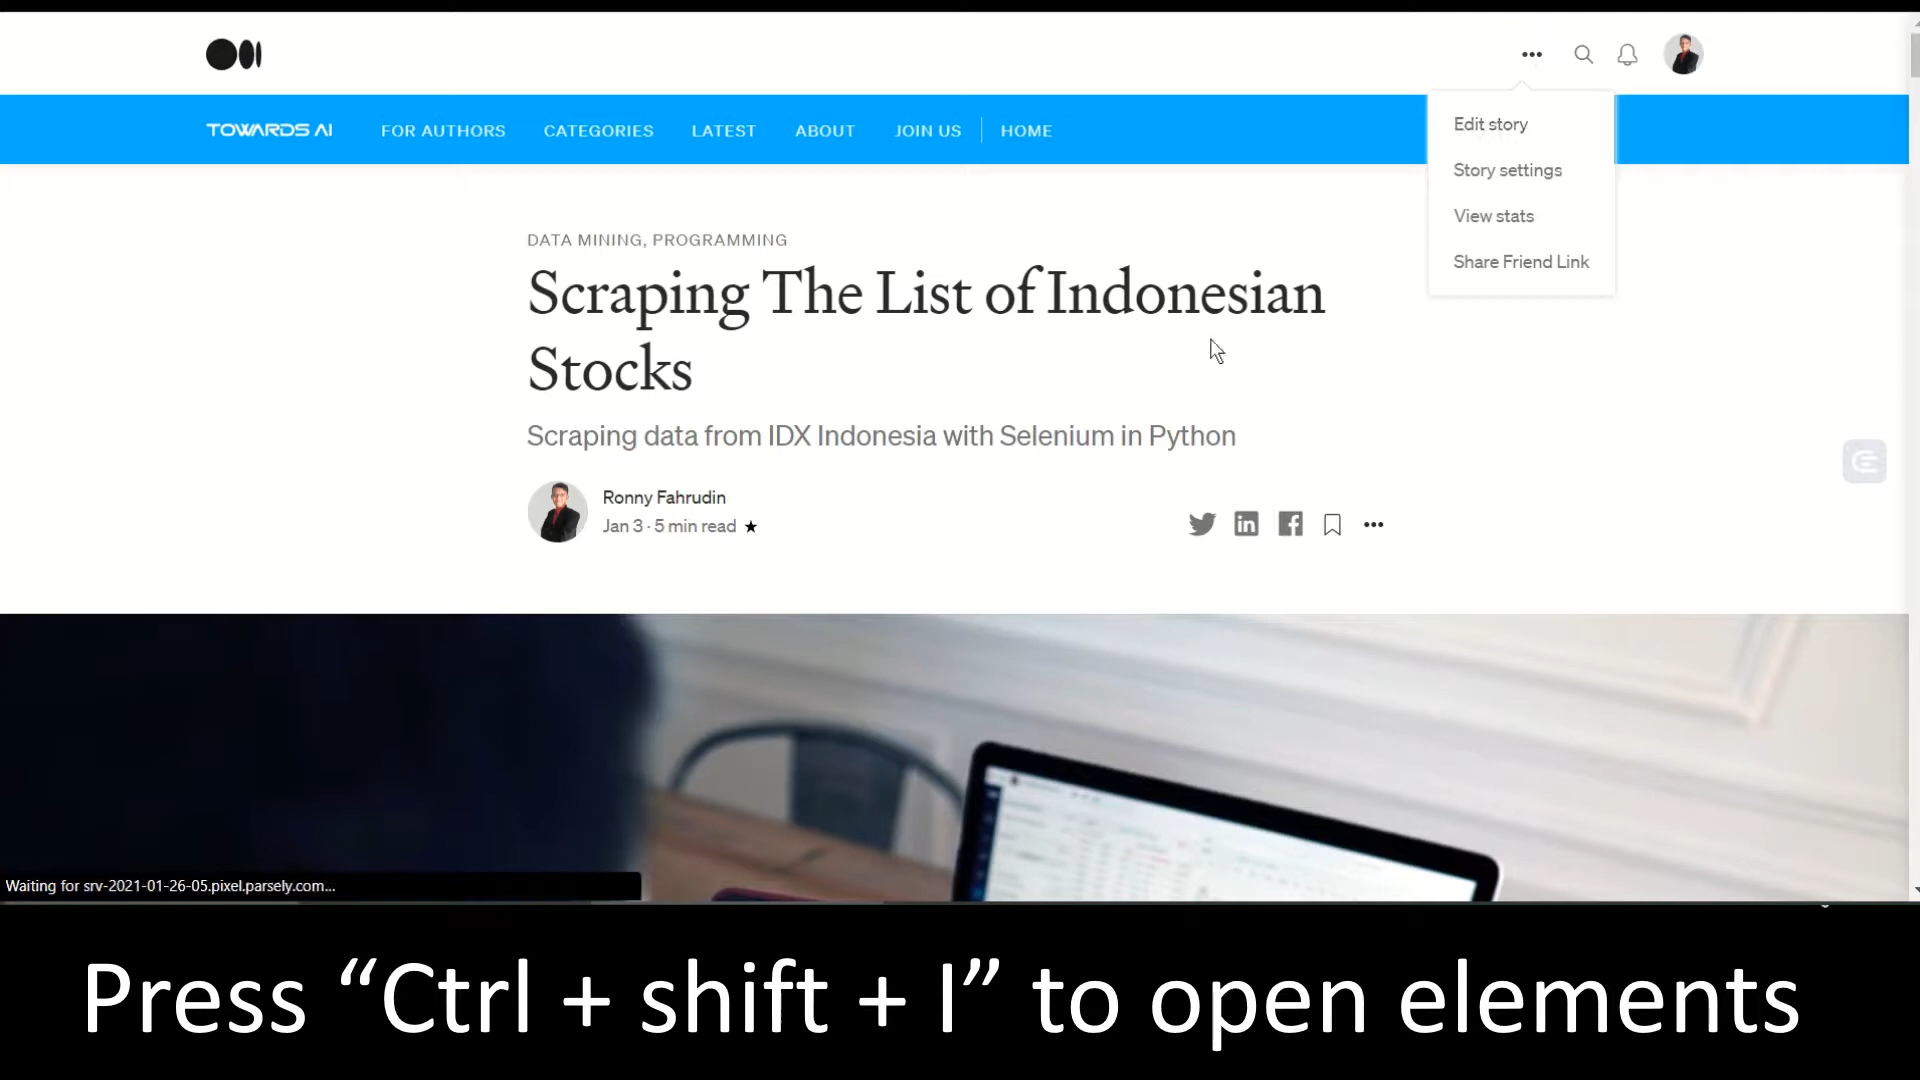 TOWARDS AI
FOR AUTHORS
CATEGORIES
LATEST
ABOUT
JOIN US
HOME
Edit story
Story settings
View stats
Share Friend Link
DATA MINING, PROGRAMMING
Scraping The List of Indonesian
Stocks
Scraping data from IDX Indonesia with Selenium in Python
Ronny Fahrudin
Jan 3 · 5 min read ★
Waiting for srv-2021-01-26-05.pixel.parsely.com...
Press “Ctrl + shift + I” to open elements